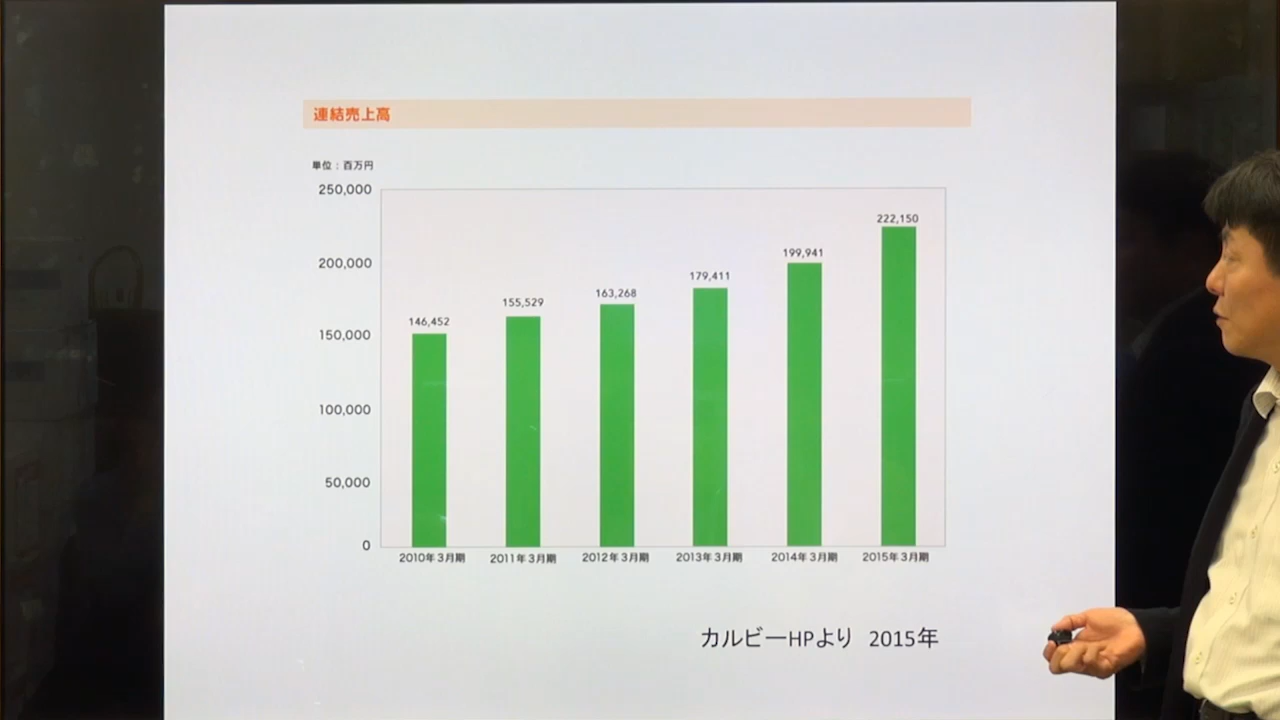 連結売上高
単位：百万円
250,000
200,000
150,000
100,000
50,000
0
146,452
155,529
163,268
179,411
199,941
222,150
2010年3月期
2011年3月期
2012年3月期
2013年3月期
2014年3月期
2015年3月期
カルビーHPより 2015年